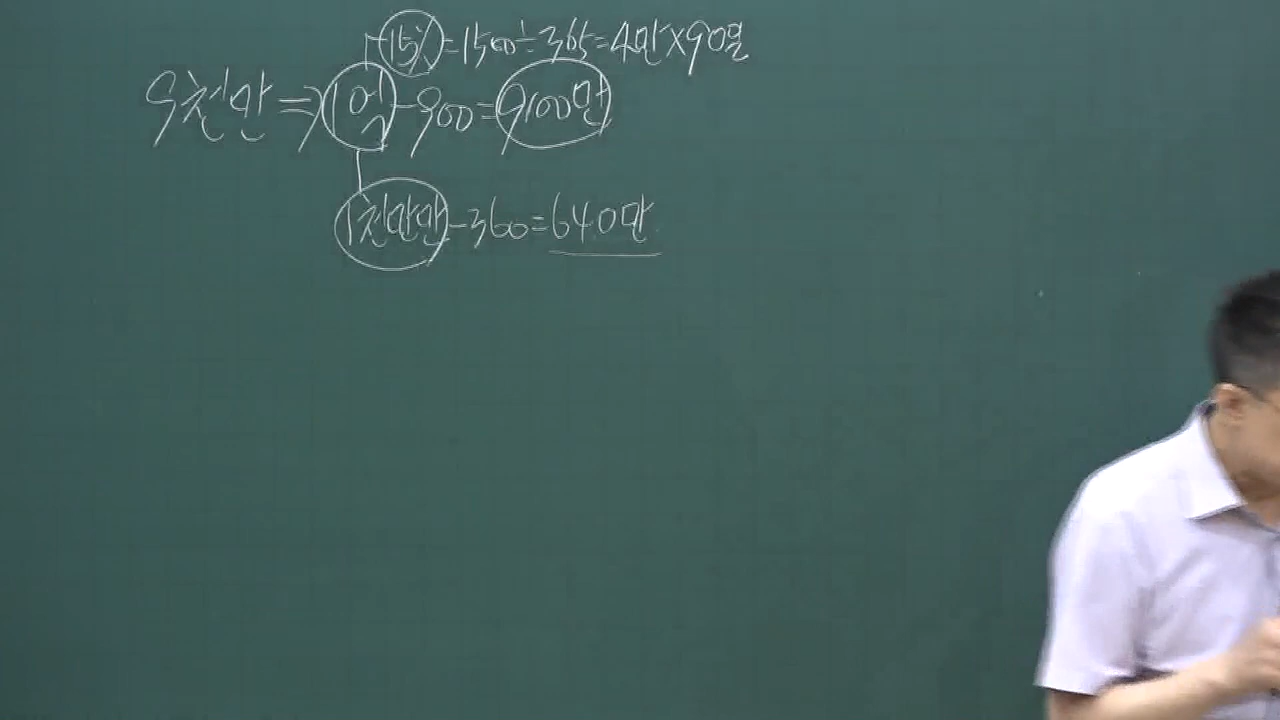 15% = 1500 ÷ 365 = 4만 × 90일
9천만 ⇒ 1억 - 900 = 9100만
1천만 - 360 = 640만